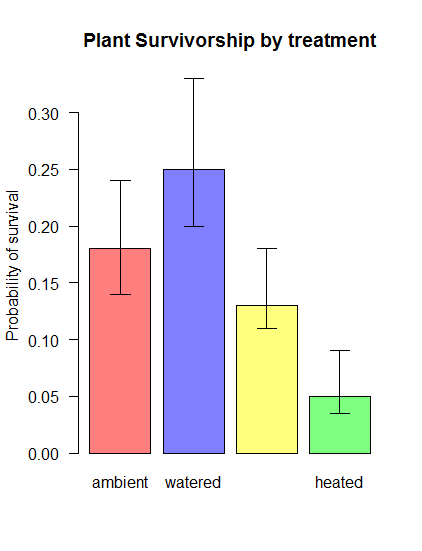 Plant Survivorship by treatment
Probability of survival
0.30
0.25
0.20
0.15
0.10
0.05
0.00
ambient watered heated